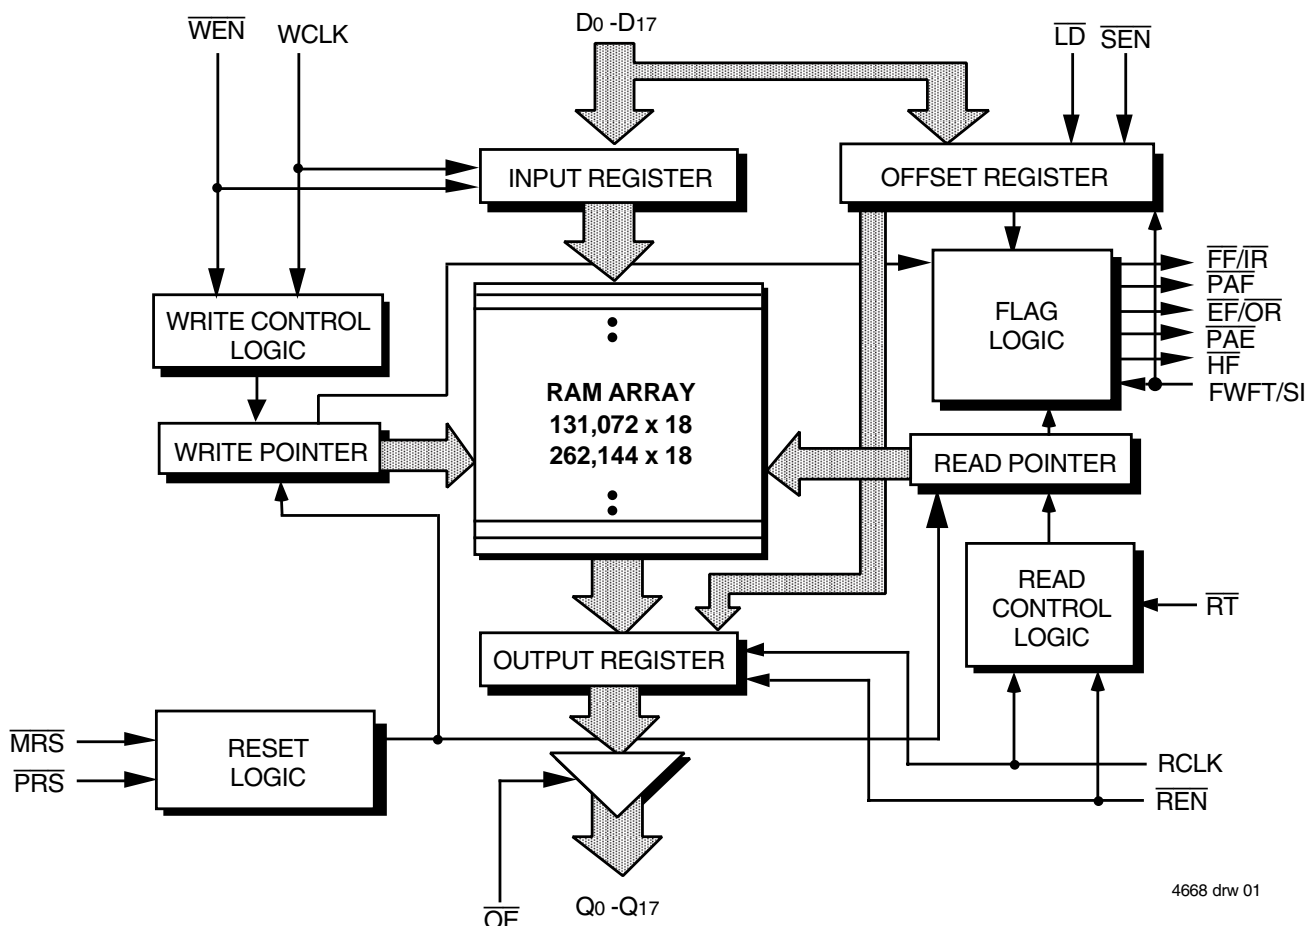 WEN WCLK D0 -D17 LD SEN
INPUT REGISTER
OFFSET REGISTER
WRITE CONTROL
LOGIC
FLAG
LOGIC
FF/IR
PAF
EF/OR
PAE
HF
FWFT/SI
RAM ARRAY
131,072 x 18
262,144 x 18
WRITE POINTER
READ POINTER
READ
CONTROL
LOGIC
RT
OUTPUT REGISTER
MRS
PRS
RESET
LOGIC
RCLK
REN
OE
Q0 -Q17
4668 drw 01